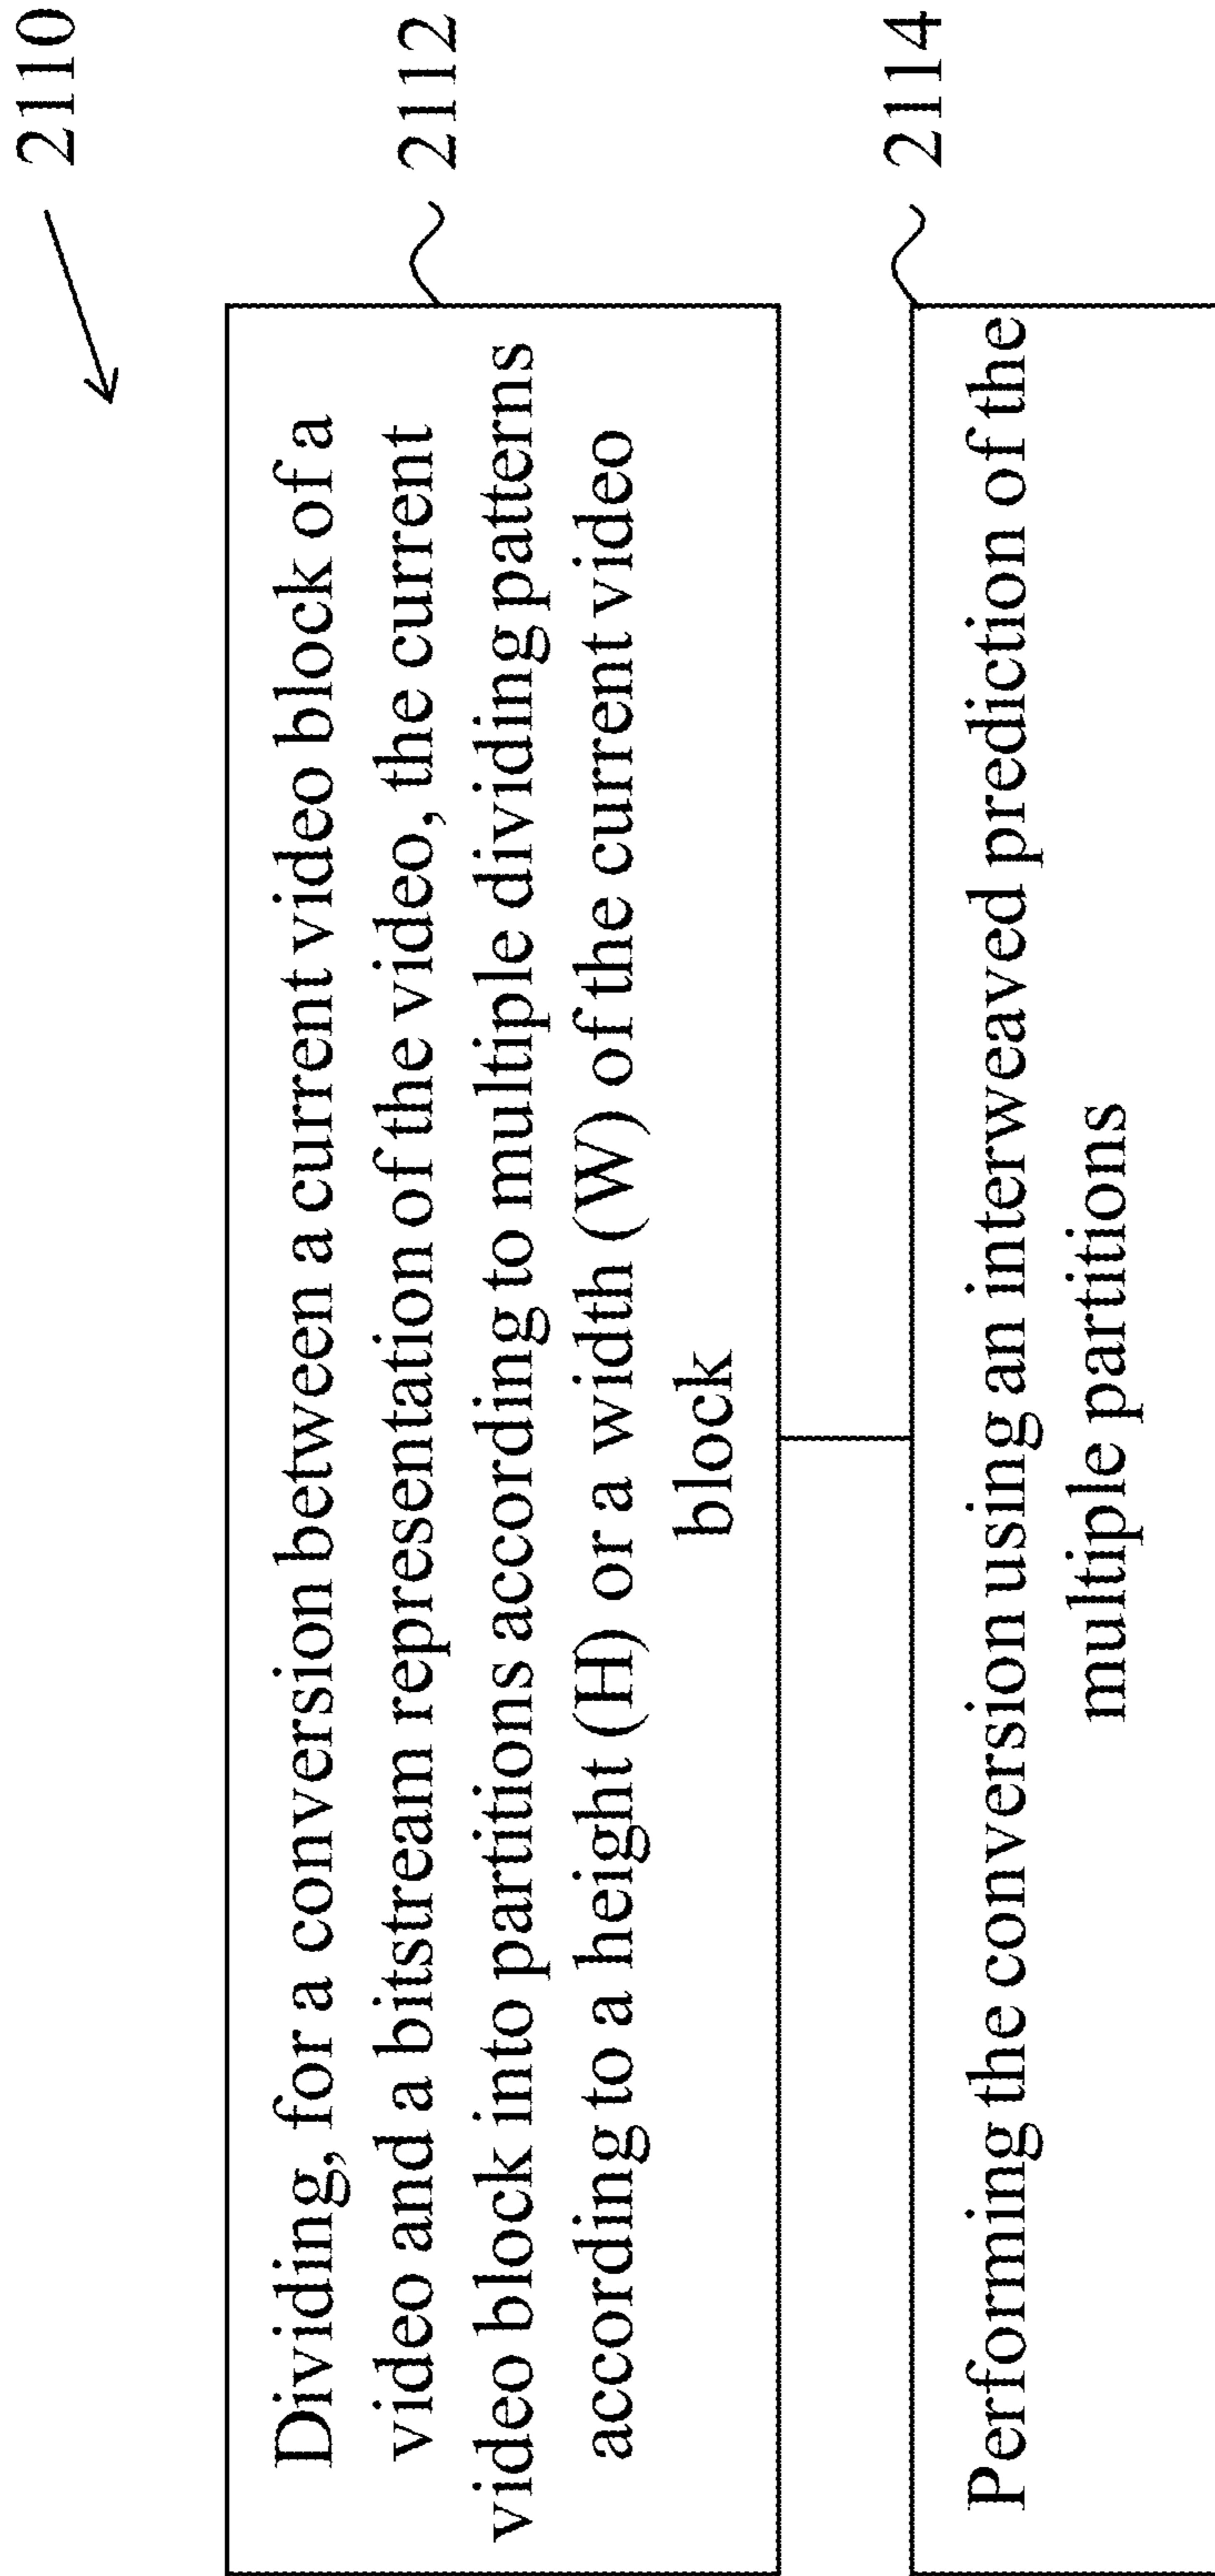 2110
Dividing, for a conversion between a current video block of a
video and a bitstream representation of the video, the current
video block into partitions according to multiple dividing patterns
according to a height (H) or a width (W) of the current video
block
2112
Performing the conversion using an interweaved prediction of the
multiple partitions
2114